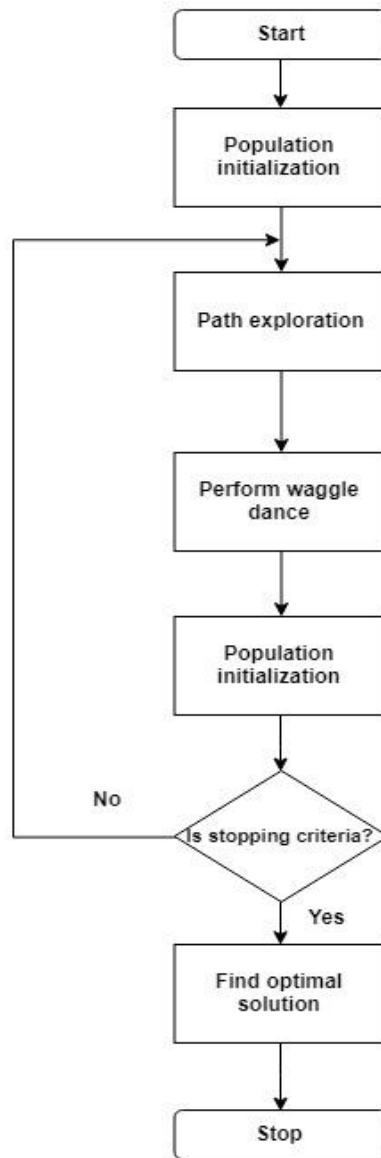 Start
Population
initialization
Path exploration
Perform waggle
dance
Population
initialization
No
Is stopping criteria?
Yes
Find optimal
solution
Stop